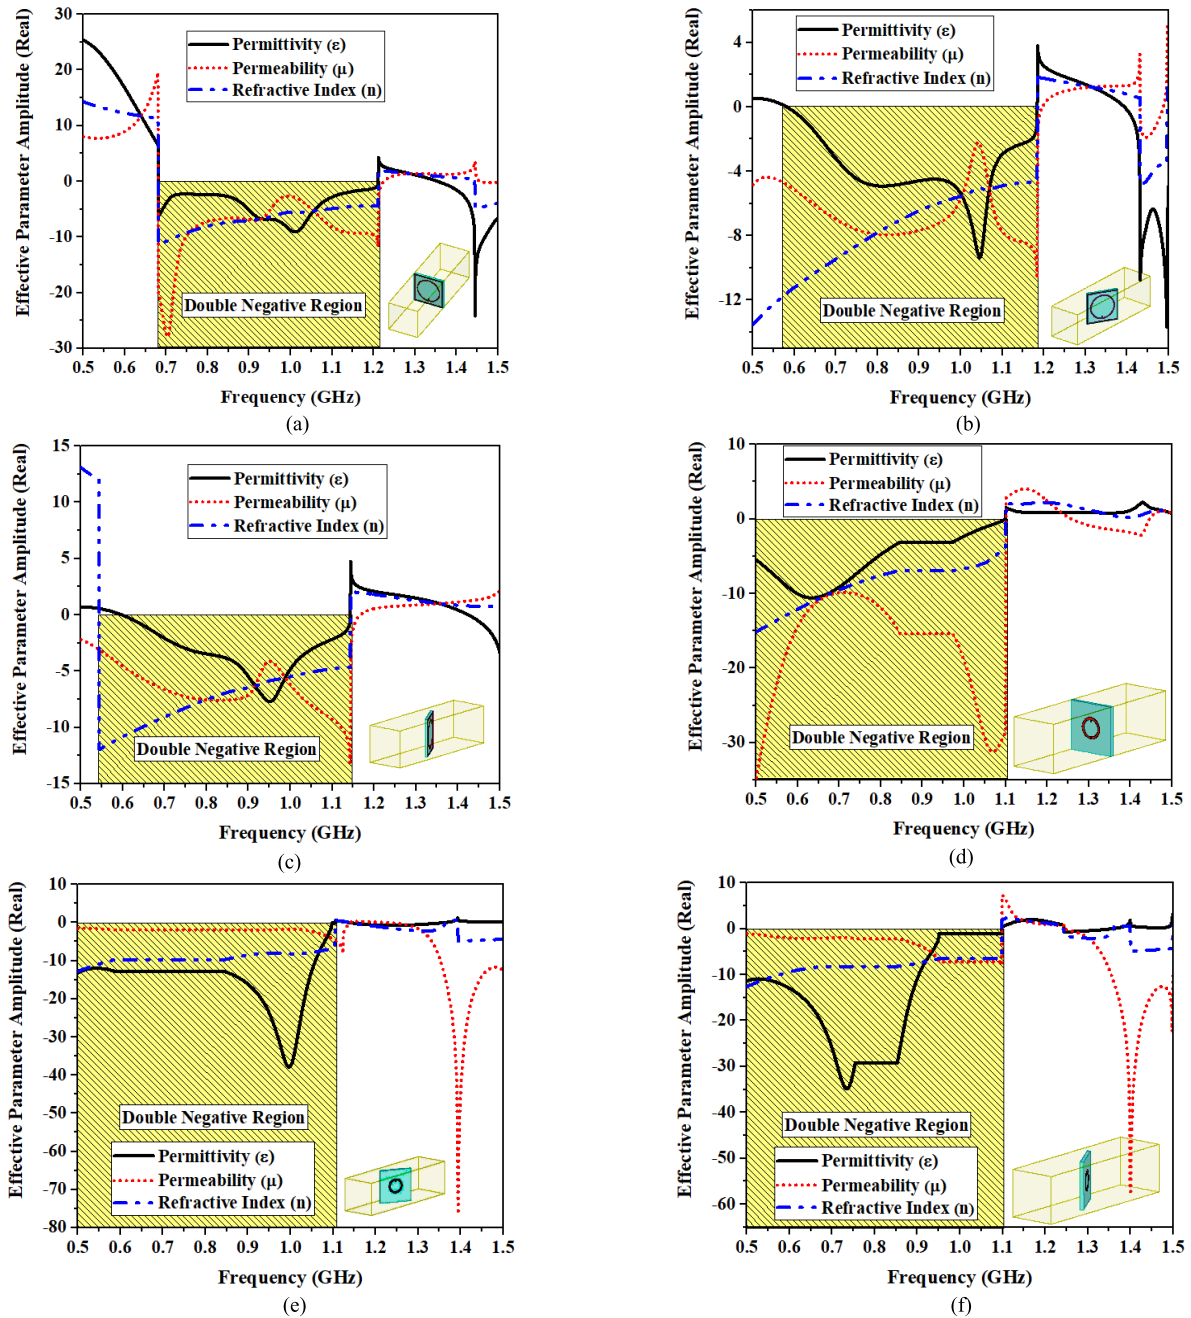 30
20
10
0
-10
-20
-30
Effective Parameter Amplitude (Real)
Permittivity (ε)
Permeability (μ)
Refractive Index (n)
Double Negative Region
0.5 0.6 0.7 0.8 0.9 1.0 1.1 1.2 1.3 1.4 1.5
Frequency (GHz)
(a)
4
0
-4
-8
-12
Effective Parameter Amplitude (Real)
Permittivity (ε)
Permeability (μ)
Refractive Index (n)
Double Negative Region
0.5 0.6 0.7 0.8 0.9 1.0 1.1 1.2 1.3 1.4 1.5
Frequency (GHz)
(b)
15
10
5
0
-5
-10
-15
Effective Parameter Amplitude (Real)
Permittivity (ε)
Permeability (μ)
Refractive Index (n)
Double Negative Region
0.5 0.6 0.7 0.8 0.9 1.0 1.1 1.2 1.3 1.4 1.5
Frequency (GHz)
(c)
10
0
-10
-20
-30
Effective Parameter Amplitude (Real)
Permittivity (ε)
Permeability (μ)
Refractive Index (n)
Double Negative Region
0.5 0.6 0.7 0.8 0.9 1.0 1.1 1.2 1.3 1.4 1.5
Frequency (GHz)
(d)
10
0
-10
-20
-30
-40
-50
-60
-70
-80
Effective Parameter Amplitude (Real)
Double Negative Region
Permittivity (ε)
Permeability (μ)
Refractive Index (n)
0.5 0.6 0.7 0.8 0.9 1.0 1.1 1.2 1.3 1.4 1.5
Frequency (GHz)
(e)
10
0
-10
-20
-30
-40
-50
-60
Effective Parameter Amplitude (Real)
Double Negative Region
Permittivity (ε)
Permeability (μ)
Refractive Index (n)
0.5 0.6 0.7 0.8 0.9 1.0 1.1 1.2 1.3 1.4 1.5
Frequency (GHz)
(f)